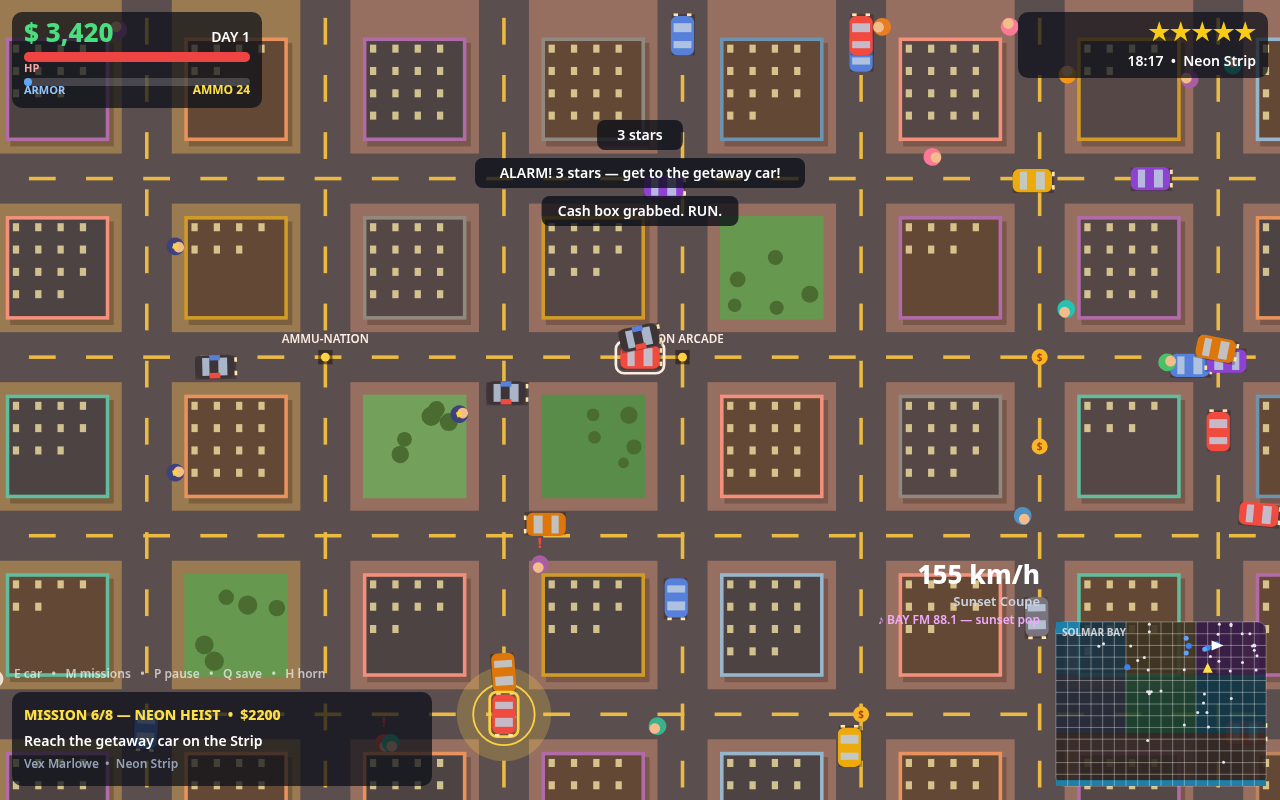 $ 3,420
DAY 1
HP
ARMOR
AMMO 24
★★★★★
18:17 • Neon Strip
3 stars
ALARM! 3 stars — get to the getaway car!
Cash box grabbed. RUN.
AMMU-NATION
ON ARCADE
$
$
!
155 km/h
Sunset Coupe
♪ BAY FM 88.1 — sunset pop
SOLMAR BAY
E car • M missions • P pause • Q save • H horn
MISSION 6/8 — NEON HEIST • $2200
Reach the getaway car on the Strip
Vex Marlowe • Neon Strip
$
!